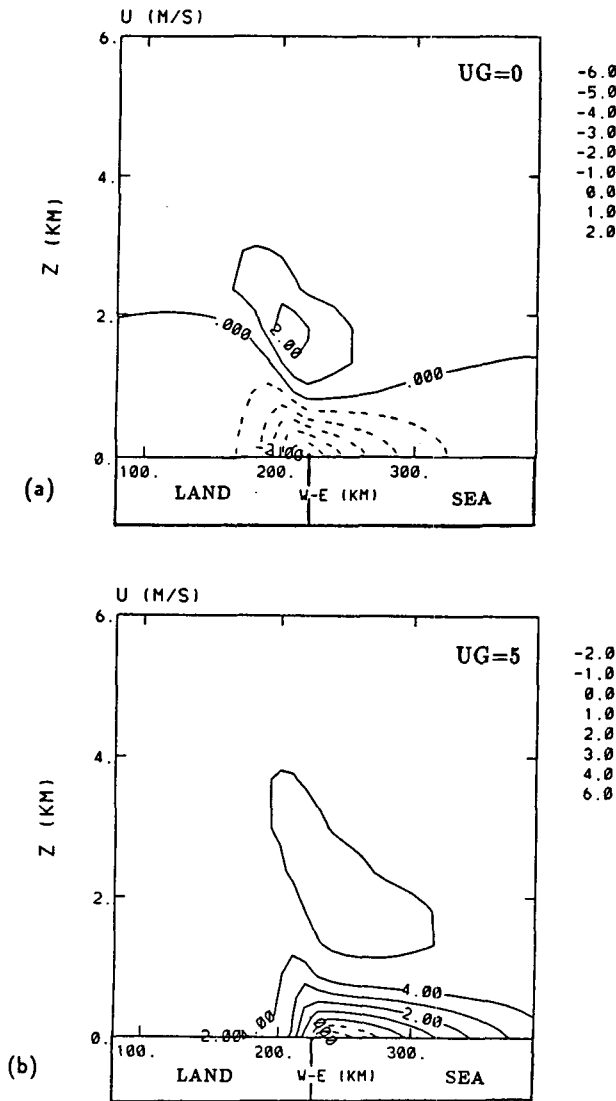 U (M/S)
6.
UG=0
-6.0
-5.0
-4.0
-3.0
-2.0
-1.0
0.0
1.0
2.0
4.
Z (KM)
2.
.000
2.00
.000
0.
100.
200.
300.
(a)
LAND
W-E (KM)
SEA
U (M/S)
6.
UG=5
-2.0
-1.0
0.0
1.0
2.0
3.0
4.0
6.0
4.
Z (KM)
2.
4.00
2.00
2.00
0.
100.
200.
300.
(b)
LAND
W-E (KM)
SEA